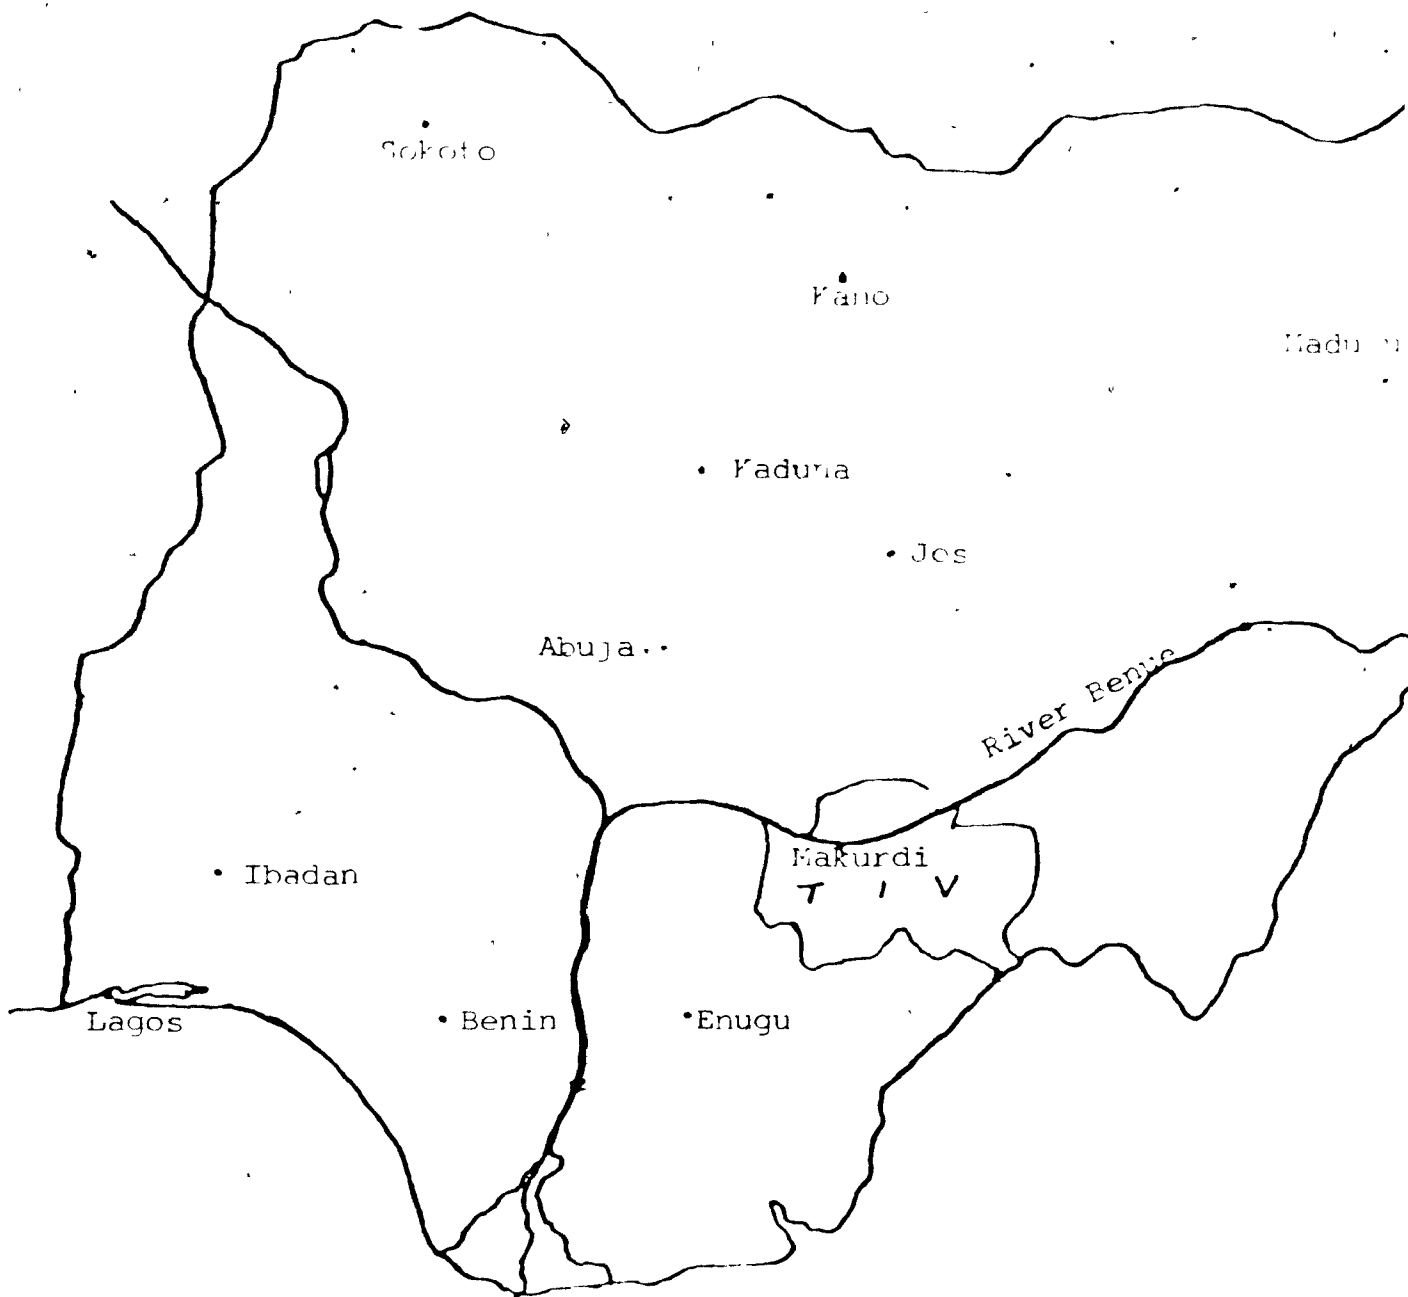 Sokoto
Kano
Kaduna
Jos
Abuja
River Benue
Makurdi
T I V
Ibadan
Lagos
Benin
Enugu